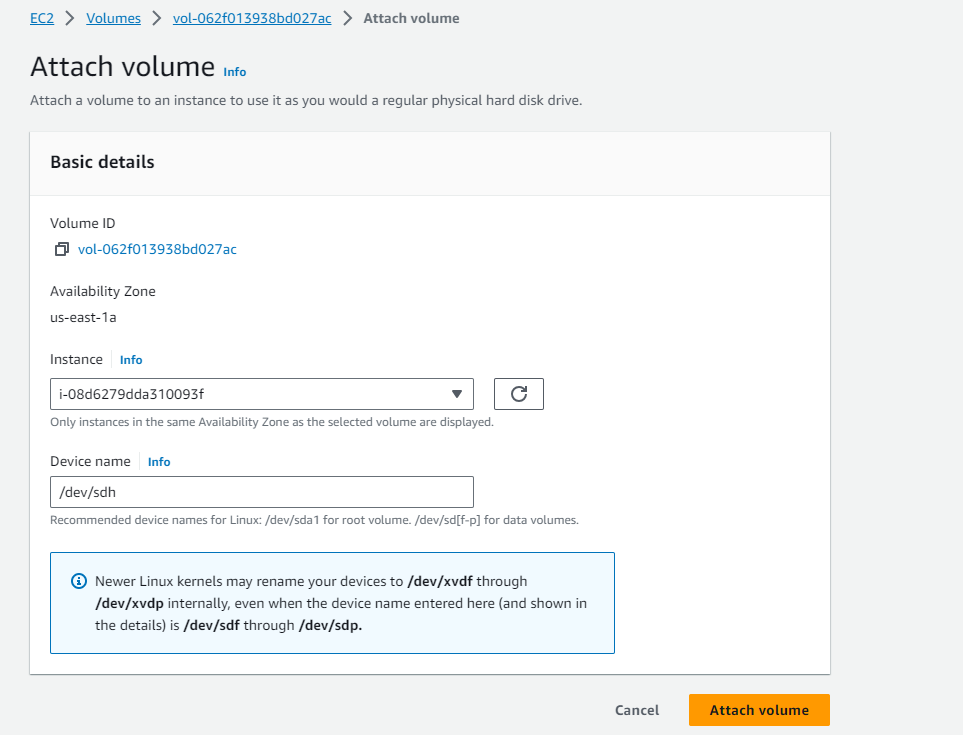 EC2 > Volumes > vol-062f013938bd027ac > Attach volume
Attach volume Info
Attach a volume to an instance to use it as you would a regular physical hard disk drive.
Basic details
Volume ID
vol-062f013938bd027ac
Availability Zone
us-east-1a
Instance Info
i-08d6279dda310093f
Only instances in the same Availability Zone as the selected volume are displayed.
Device name Info
/dev/sdh
Recommended device names for Linux: /dev/sda1 for root volume. /dev/sd[f-p] for data volumes.
Newer Linux kernels may rename your devices to /dev/xvdf through
/dev/xvdp internally, even when the device name entered here (and shown in
the details) is /dev/sdf through /dev/sdp.
Cancel Attach volume